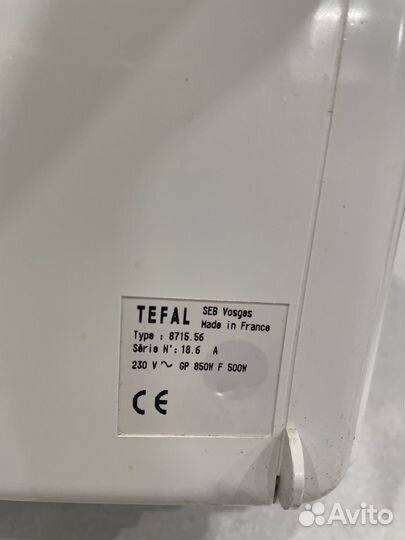 TEFAL SEB Vosges
Made in France
Type : 8715.56
Série N°: 18.6 A
230 V ~ GP 850W F 500W
CE
Avito